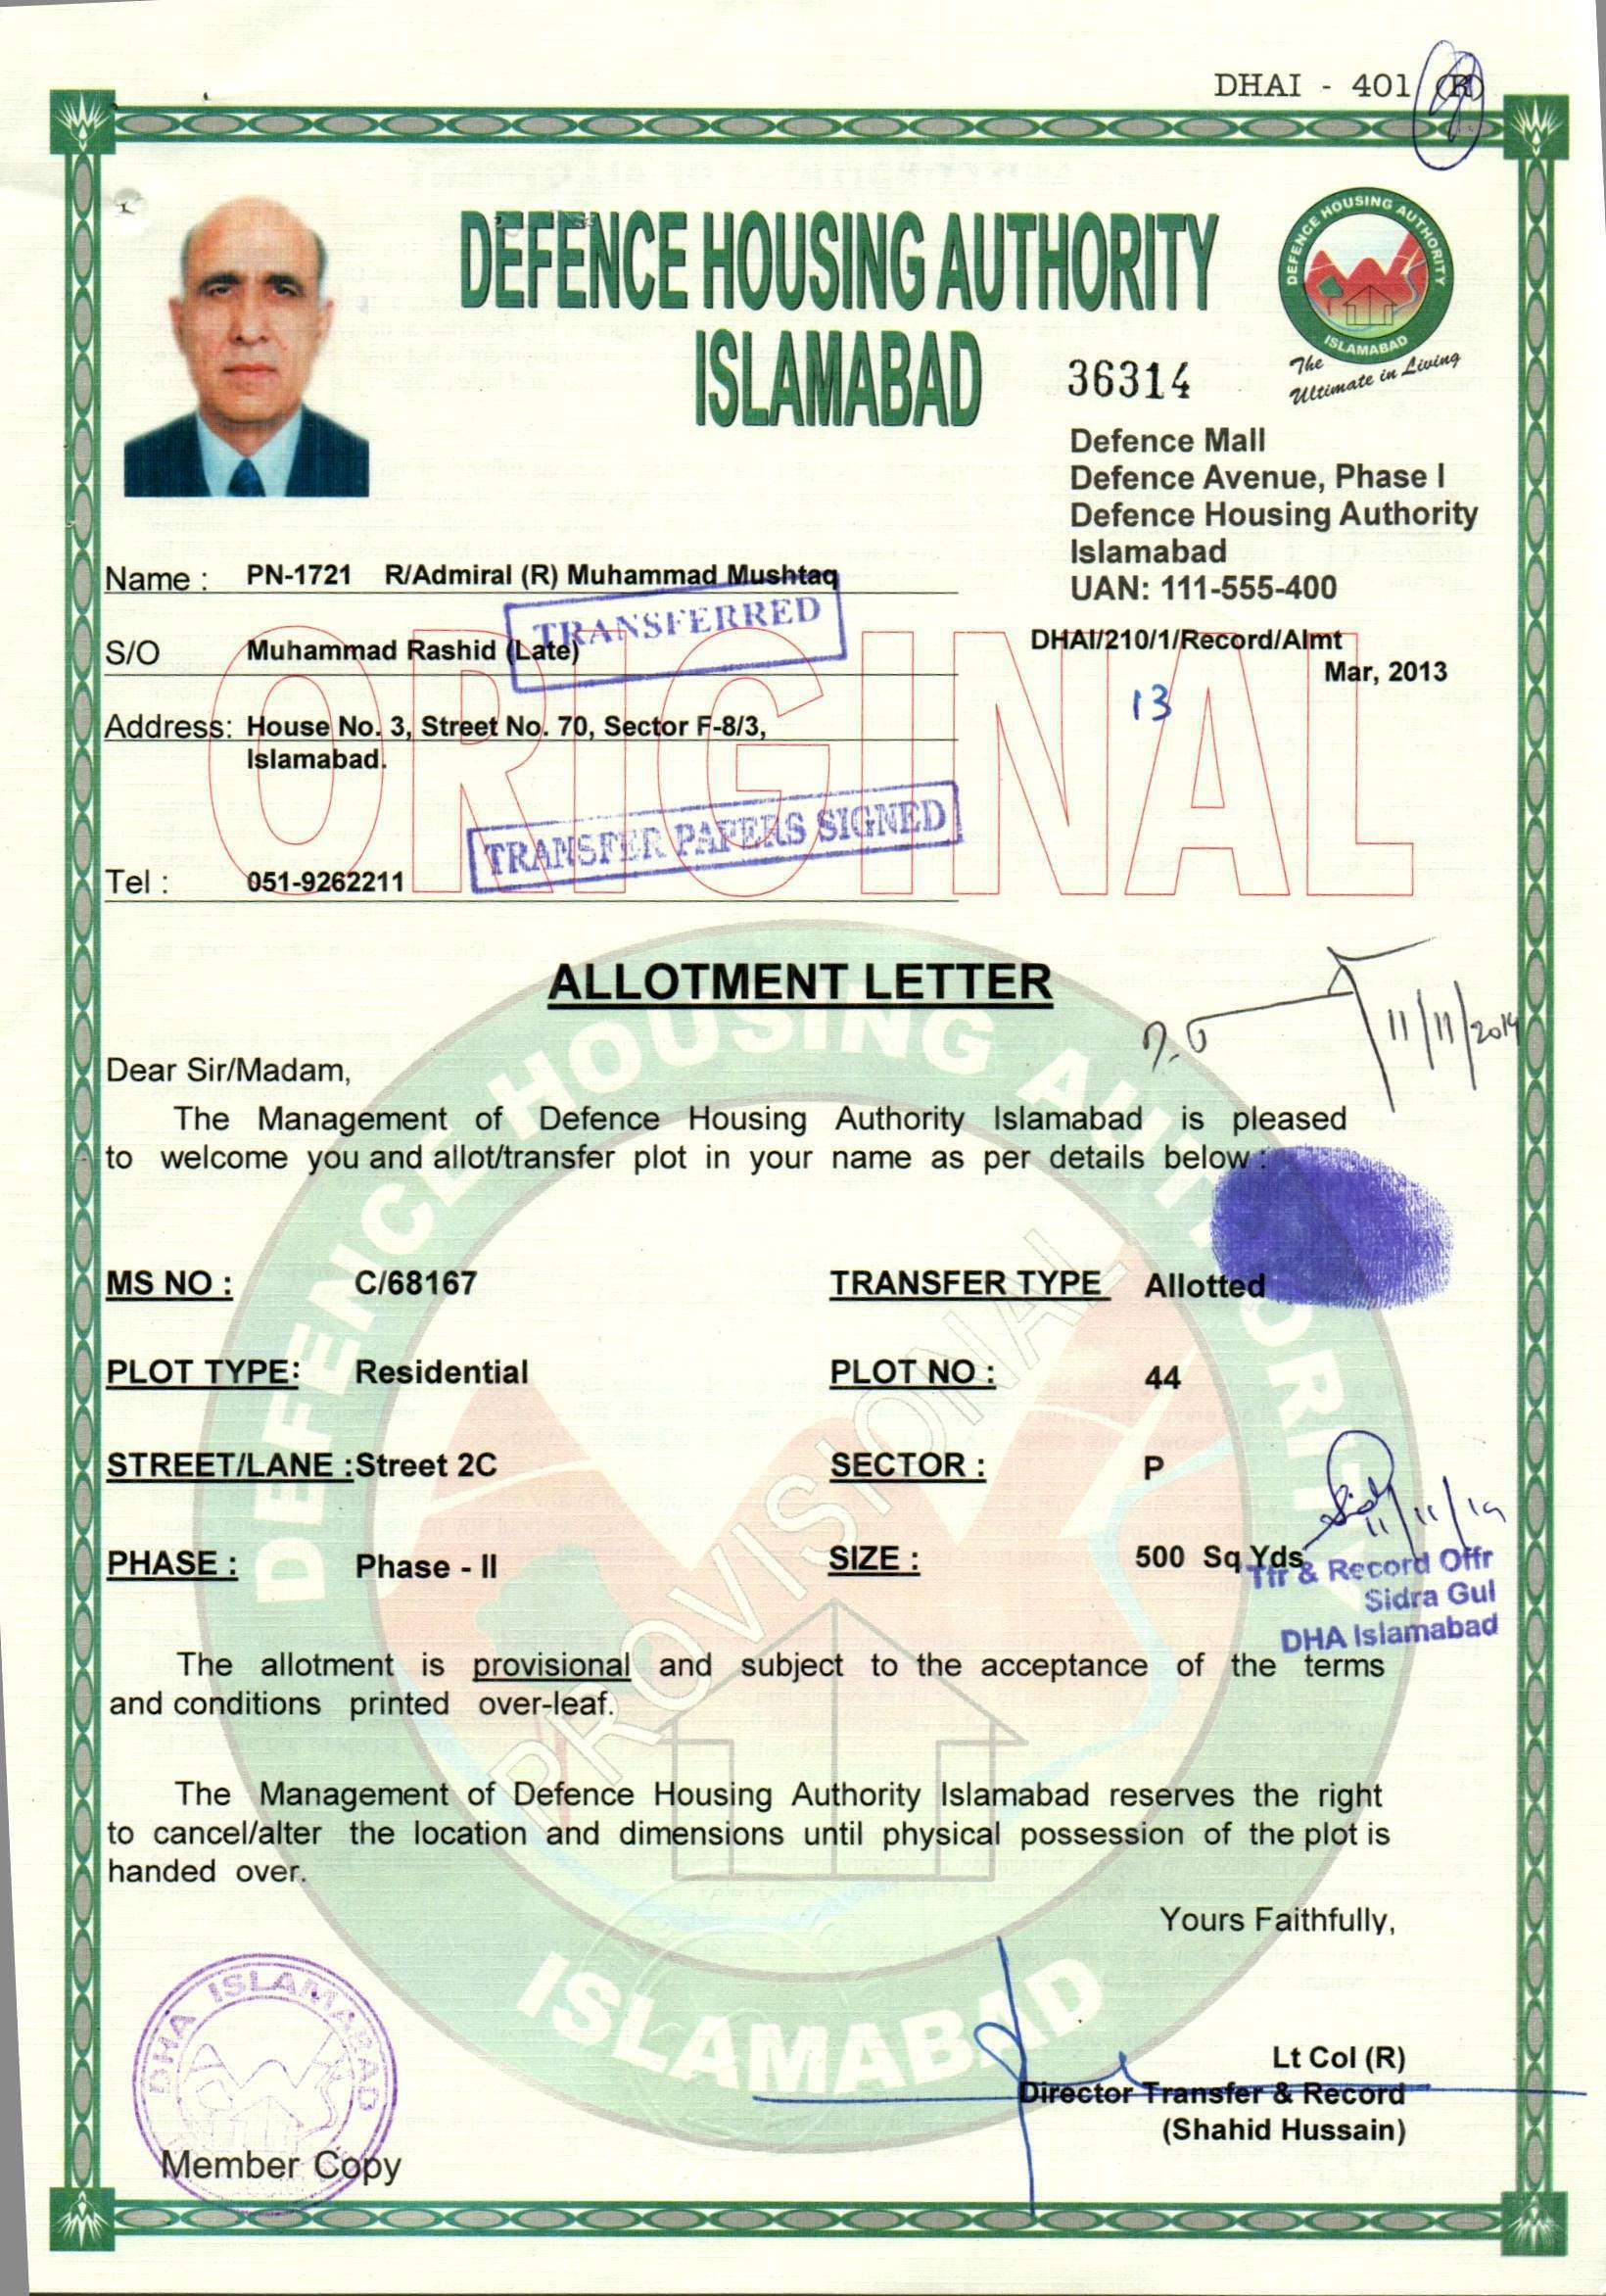 DHAI - 401 (R)
DEFENCE HOUSING AUTHORITY
ISLAMABAD
36314
DEFENCE HOUSING AUTHORITY
ISLAMABAD
The
Ultimate in Living
Defence Mall
Defence Avenue, Phase I
Defence Housing Authority
Islamabad
UAN: 111-555-400
Name : PN-1721 R/Admiral (R) Muhammad Mushtaq
TRANSFERRED
S/O Muhammad Rashid (Late)
DHAI/210/1/Record/Almt
Mar, 2013
13
ORIGINAL
Address: House No. 3, Street No. 70, Sector F-8/3,
Islamabad.
TRANSFER PAPERS SIGNED
Tel : 051-9262211
ALLOTMENT LETTER
11/11/2019
Dear Sir/Madam,
The Management of Defence Housing Authority Islamabad is pleased
to welcome you and allot/transfer plot in your name as per details below :
MS NO : C/68167 TRANSFER TYPE Allotted
PLOT TYPE: Residential PLOT NO : 44
STREET/LANE : Street 2C SECTOR : P
11/11/19
PHASE : Phase - II SIZE : 500 Sq Yds
Tfr & Record Offr
Sidra Gul
DHA Islamabad
DEFENCE HOUSING AUTHORITY
ISLAMABAD
PROVISIONAL
The allotment is provisional and subject to the acceptance of the terms
and conditions printed over-leaf.
The Management of Defence Housing Authority Islamabad reserves the right
to cancel/alter the location and dimensions until physical possession of the plot is
handed over.
Yours Faithfully,
Lt Col (R)
Director Transfer & Record
(Shahid Hussain)
DHA ISLAMABAD
Member Copy